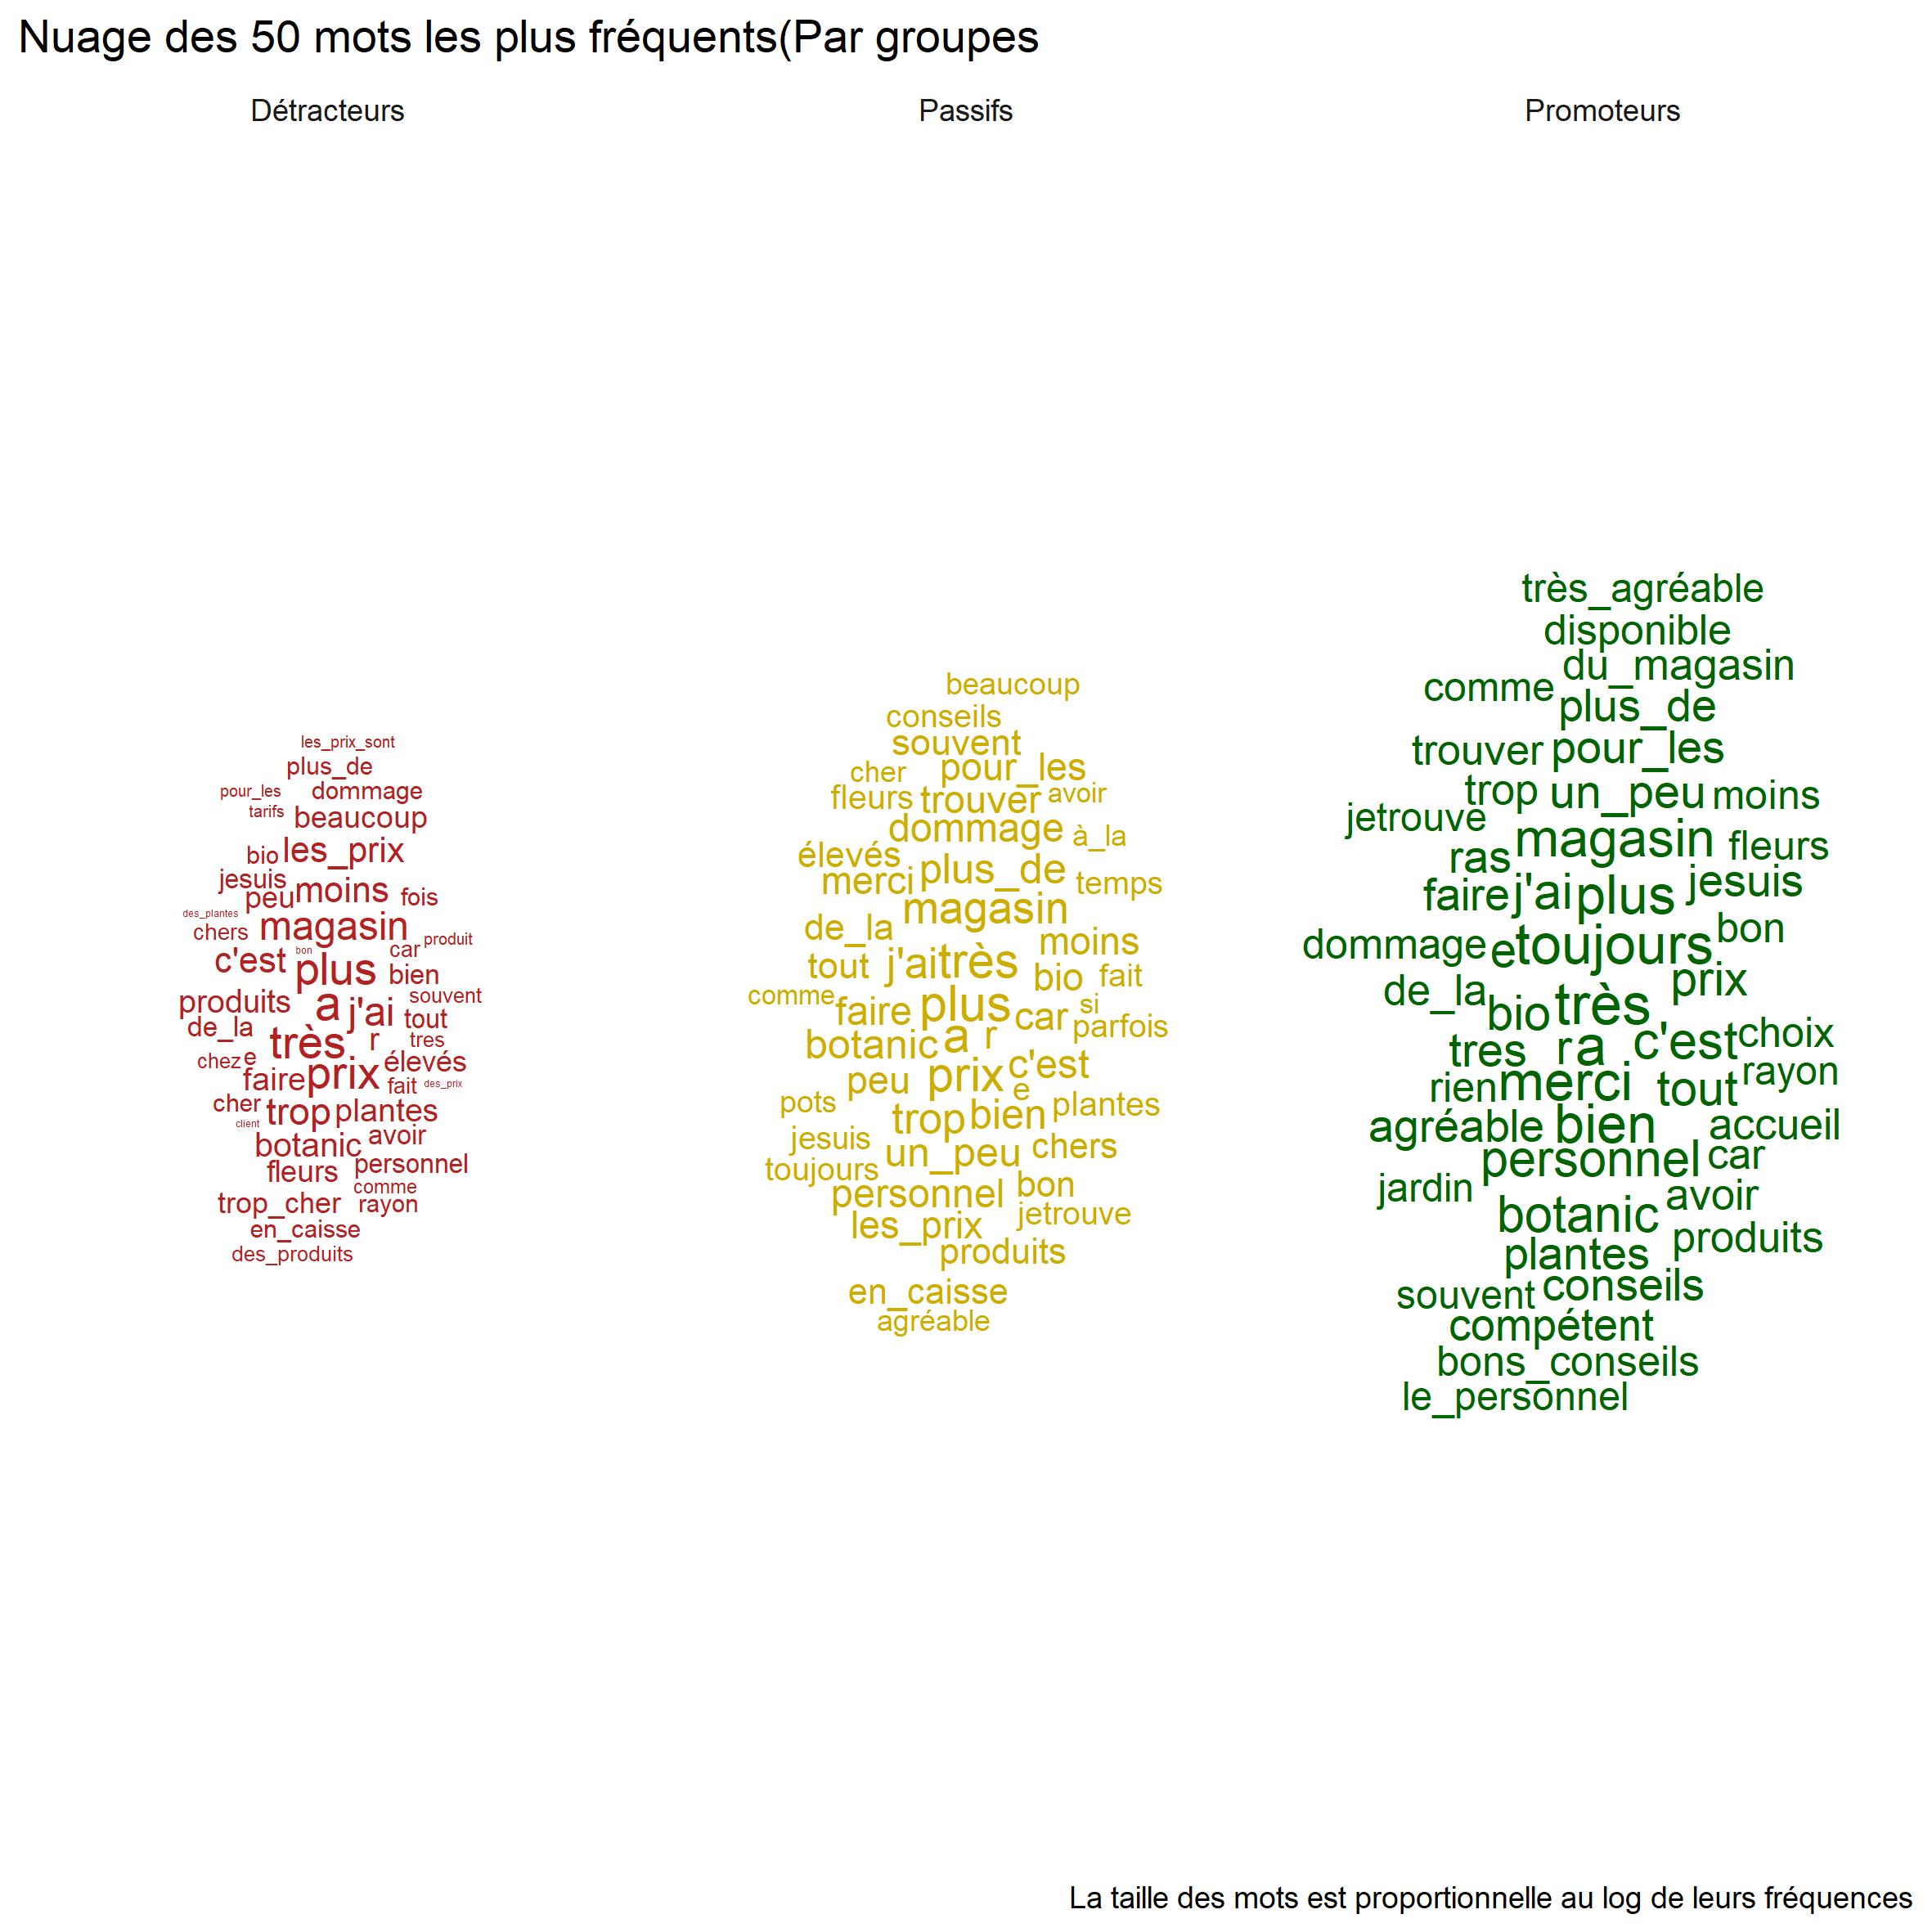 Nuage des 50 mots les plus fréquents(Par groupes
Détracteurs
Passifs
Promoteurs
les_prix_sont
plus_de
pour_les
dommage
tarifs
beaucoup
bio
les_prix
jesuis
peu
moins
fois
des_plantes
chers
magasin
produit
c'est
bon
car
plus
bien
produits
a
j'ai
souvent
de_la
tout
très
r
tres
chez
e
élevés
faire
prix
fait
des_prix
cher
trop
plantes
client
botanic
avoir
fleurs
personnel
comme
trop_cher
rayon
en_caisse
des_produits
beaucoup
conseils
souvent
cher
pour_les
fleurs
trouver
avoir
dommage
à_la
élevés
merci
plus_de
temps
magasin
de_la
moins
tout
j'ai
très
bio
fait
comme
faire
plus
car
si
parfois
botanic
a
r
c'est
peu
prix
e
pots
trop
bien
plantes
jesuis
un_peu
chers
toujours
personnel
bon
les_prix
jetrouve
produits
en_caisse
agréable
très_agréable
disponible
du_magasin
comme
plus_de
trouver
pour_les
trop
un_peu
moins
jetrouve
magasin
fleurs
ras
faire
j'ai
plus
jesuis
dommage
e
toujours
bon
de_la
bio
très
prix
tres
r
a
c'est
choix
rien
merci
tout
rayon
agréable
bien
accueil
personnel
car
jardin
botanic
avoir
plantes
produits
souvent
conseils
compétent
bons_conseils
le_personnel
La taille des mots est proportionnelle au log de leurs fréquences